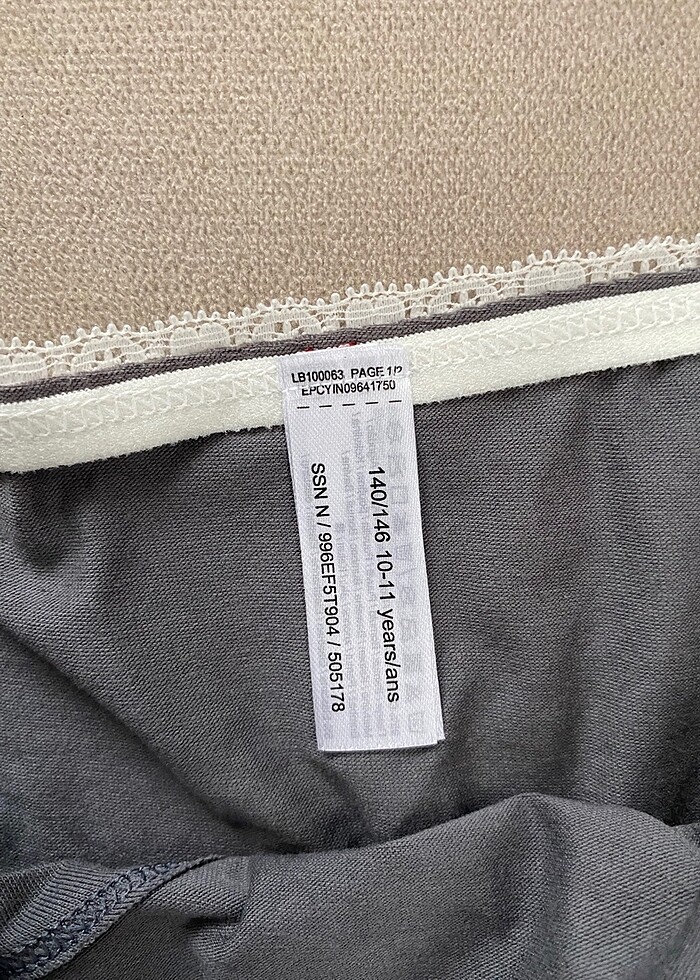 LB100063 PAGE 1/2
EPCYIN09641750
140/146 10-11 years/ans
SSN N / 996EF5T904 / 505178